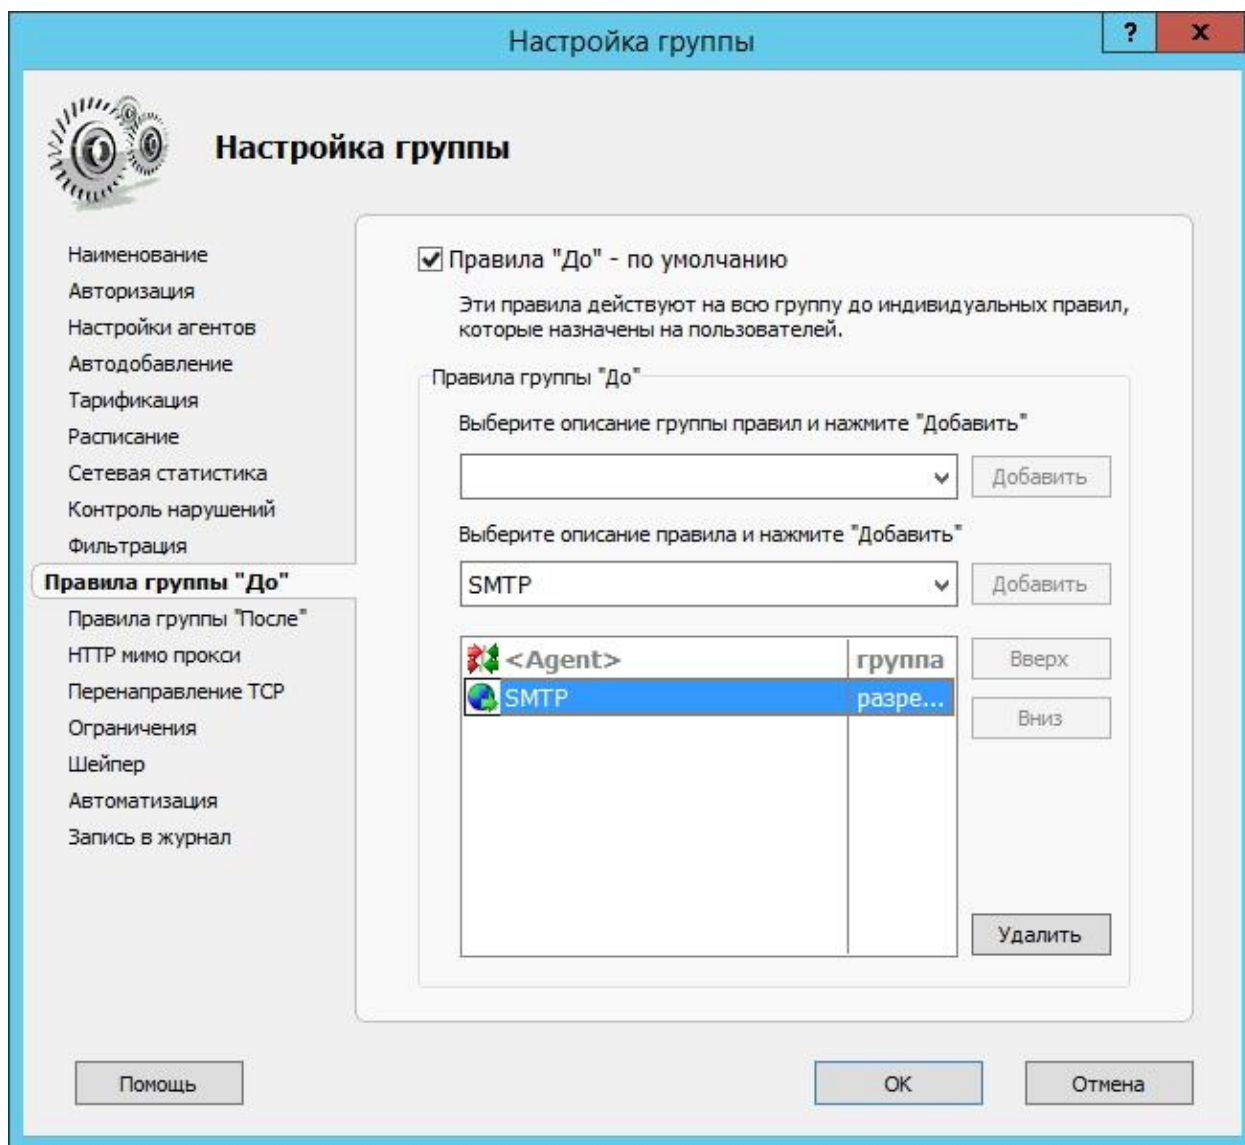 Настройка группы
?
x
Настройка группы
Наименование
Авторизация
Настройки агентов
Автодобавление
Тарификация
Расписание
Сетевая статистика
Контроль нарушений
Фильтрация
Правила группы "До"
Правила группы "После"
HTTP мимо прокси
Перенаправление TCP
Ограничения
Шейпер
Автоматизация
Запись в журнал
Правила "До" - по умолчанию
Эти правила действуют на всю группу до индивидуальных правил,
которые назначены на пользователей.
Правила группы "До"
Выберите описание группы правил и нажмите "Добавить"
Добавить
Выберите описание правила и нажмите "Добавить"
SMTP
Добавить
<Agent> группа
SMTP разре...
Вверх
Вниз
Удалить
Помощь
OK
Отмена